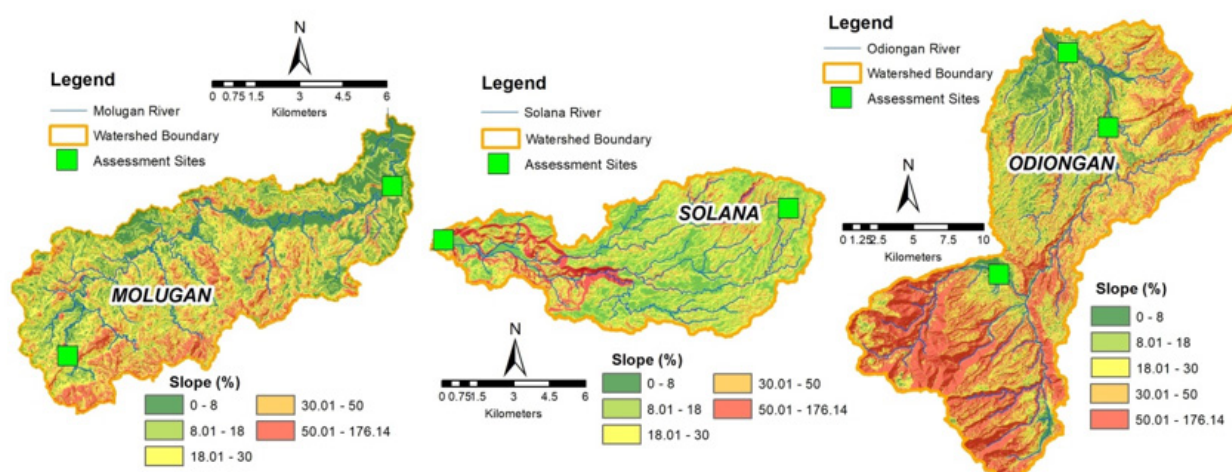 N
0 0.75 1.5 3 4.5 6
Kilometers
Legend
Molugan River
Watershed Boundary
Assessment Sites
MOLUGAN
Slope (%)
0 - 8
8.01 - 18
18.01 - 30
30.01 - 50
50.01 - 176.14
Legend
Solana River
Watershed Boundary
Assessment Sites
SOLANA
N
0 0.75 1.5 3 4.5 6
Kilometers
Slope (%)
0 - 8
8.01 - 18
18.01 - 30
30.01 - 50
50.01 - 176.14
Legend
Odiongan River
Watershed Boundary
Assessment Sites
ODIONGAN
N
0 1.25 2.5 5 7.5 10
Kilometers
Slope (%)
0 - 8
8.01 - 18
18.01 - 30
30.01 - 50
50.01 - 176.14